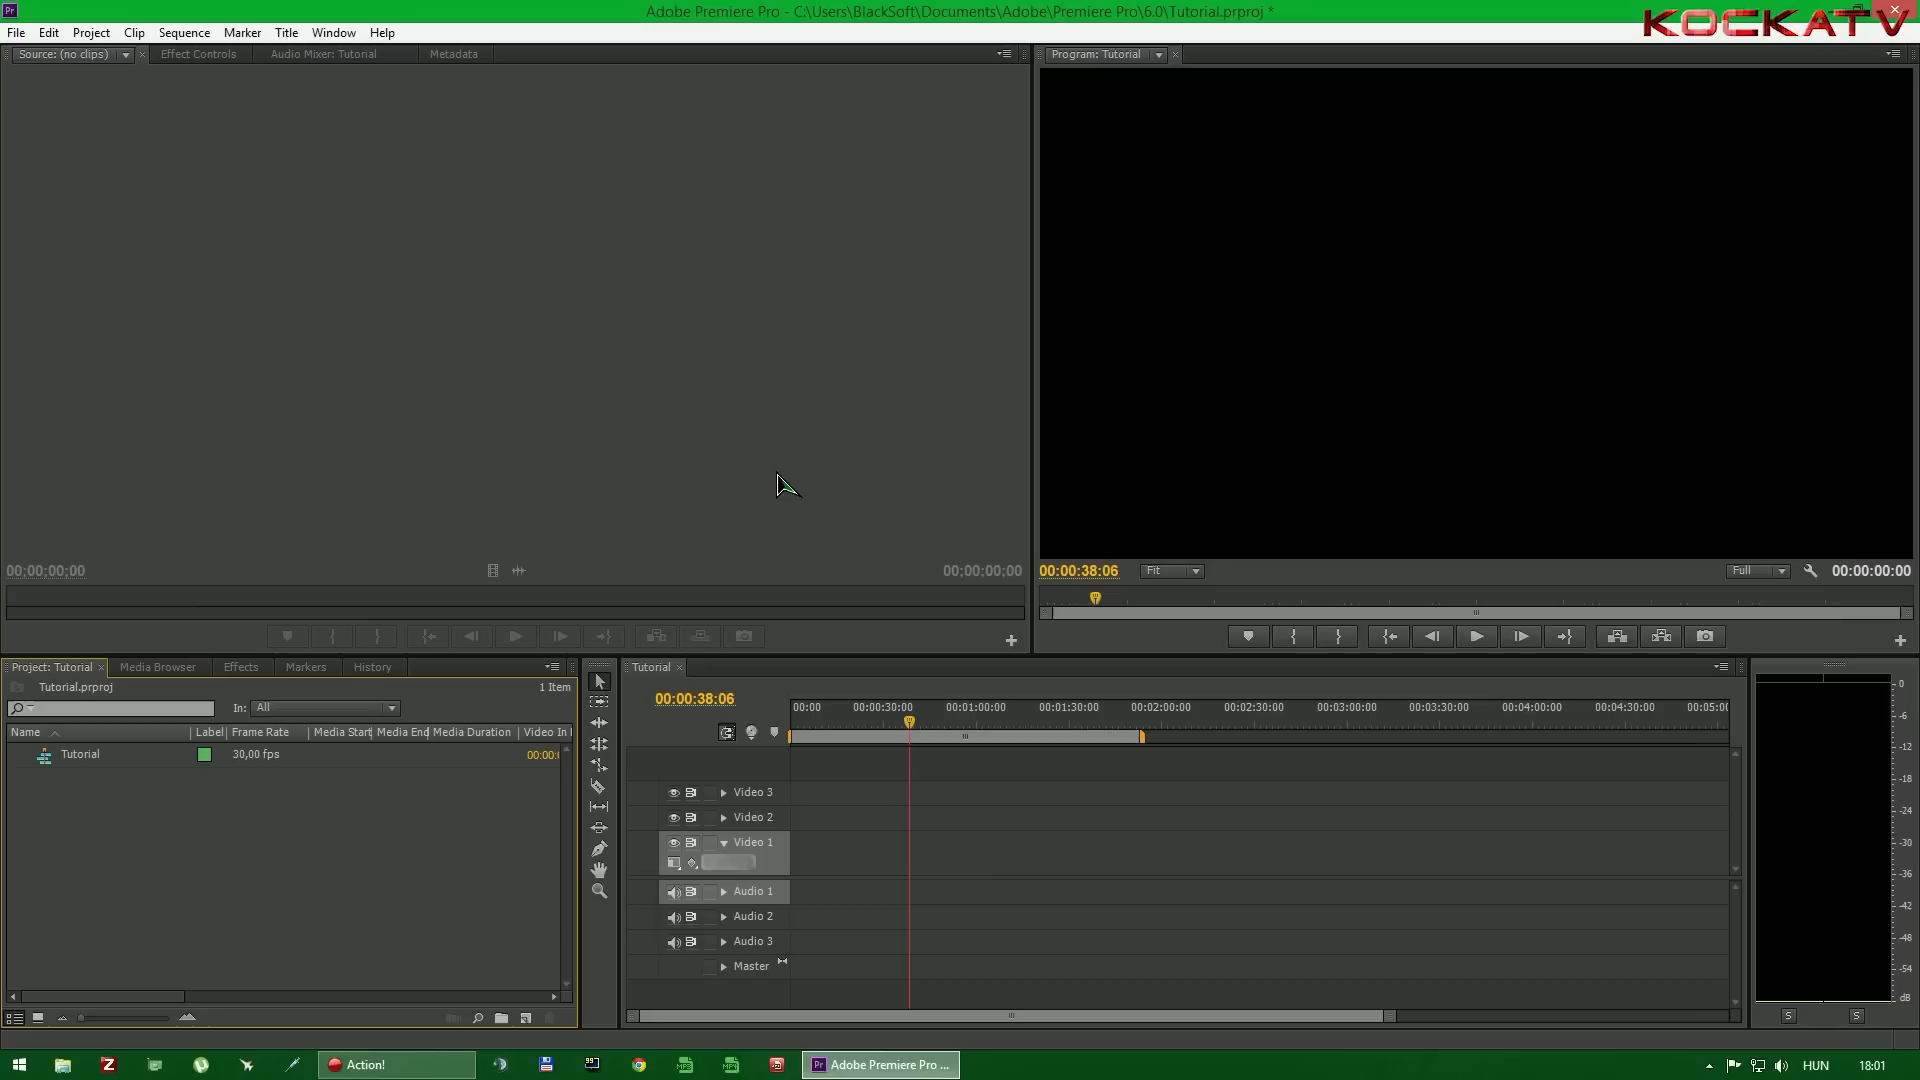 Pr Adobe Premiere Pro - C:\Users\BlackSoft\Documents\Adobe\Premiere Pro\6.0\Tutorial.prproj *
KOCKATV
File Edit Project Clip Sequence Marker Title Window Help
Source: (no clips) Effect Controls Audio Mixer: Tutorial Metadata
Program: Tutorial
00;00;00;00 00;00;00;00
00:00:38:06 Fit Full 00:00:00:00
Project: Tutorial Media Browser Effects Markers History
Tutorial.prproj 1 Item
In: All
Name Label Frame Rate Media Start Media End Media Duration Video In
Tutorial 30,00 fps 00:00:
Tutorial
00:00:38:06
00:00 00:00:30:00 00:01:00:00 00:01:30:00 00:02:00:00 00:02:30:00 00:03:00:00 00:03:30:00 00:04:00:00 00:04:30:00 00:05:0
Video 3
Video 2
Video 1
Audio 1
Audio 2
Audio 3
Master
0
-6
-12
-18
-24
-30
-36
-42
-48
-54
dB
S S
Action! Adobe Premiere Pro ... HUN 18:01